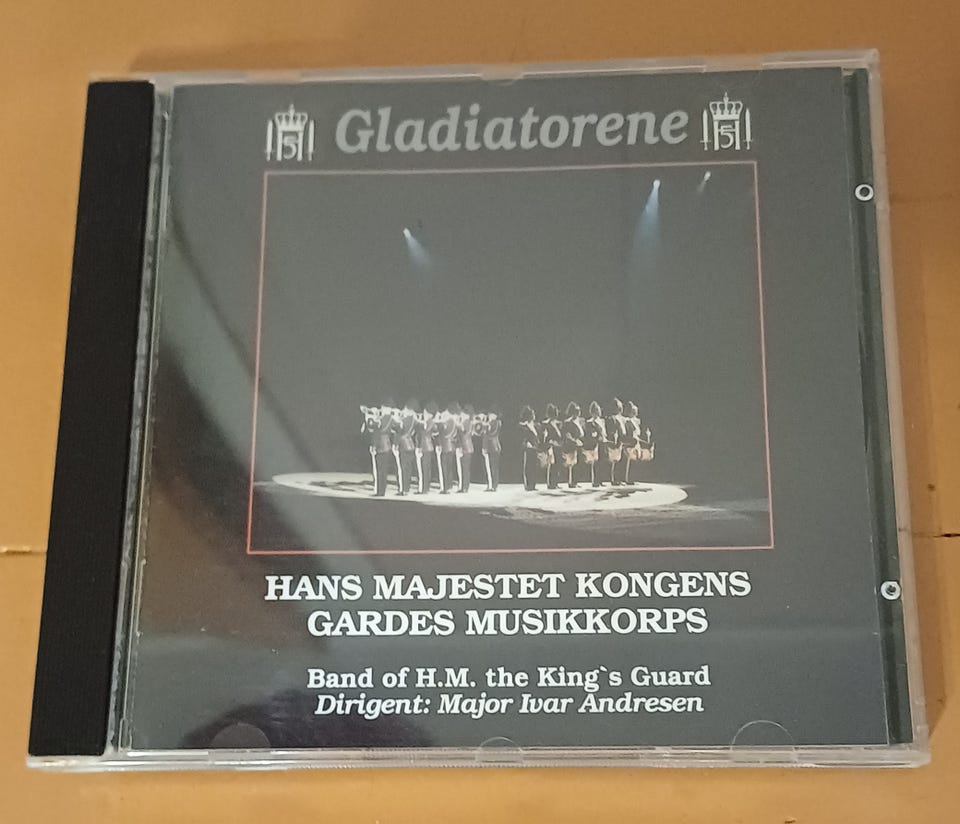 Gladiatorene
HANS MAJESTET KONGENS
GARDES MUSIKKORPS
Band of H.M. the King`s Guard
Dirigent: Major Ivar Andresen